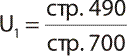 U₁ = стр. 490
стр. 700